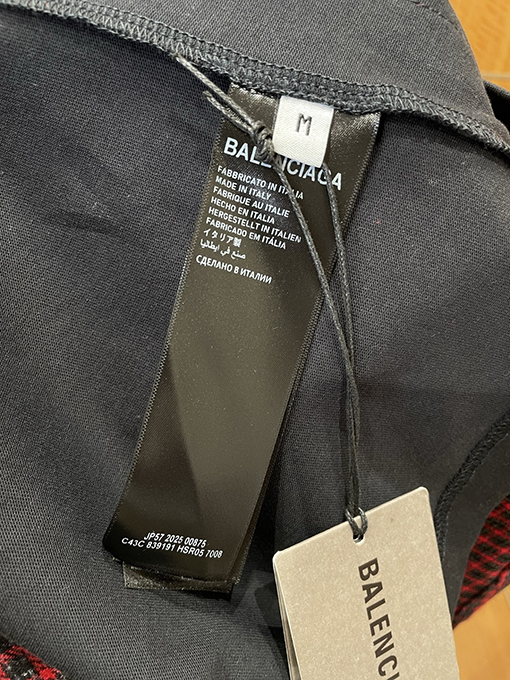 M
BALENCIAGA
FABBRICATO IN ITALIA
MADE IN ITALY
FABRIQUE AU ITALIE
HECHO EN ITALIA
HERGESTELLT IN ITALIEN
FABRICADO EM ITÁLIA
イタリア製
صنع في ايطاليا
СДЕЛАНО В ИТАЛИИ
JP57 2025 00875
C43C 839191 HSR05 1008
BALENC